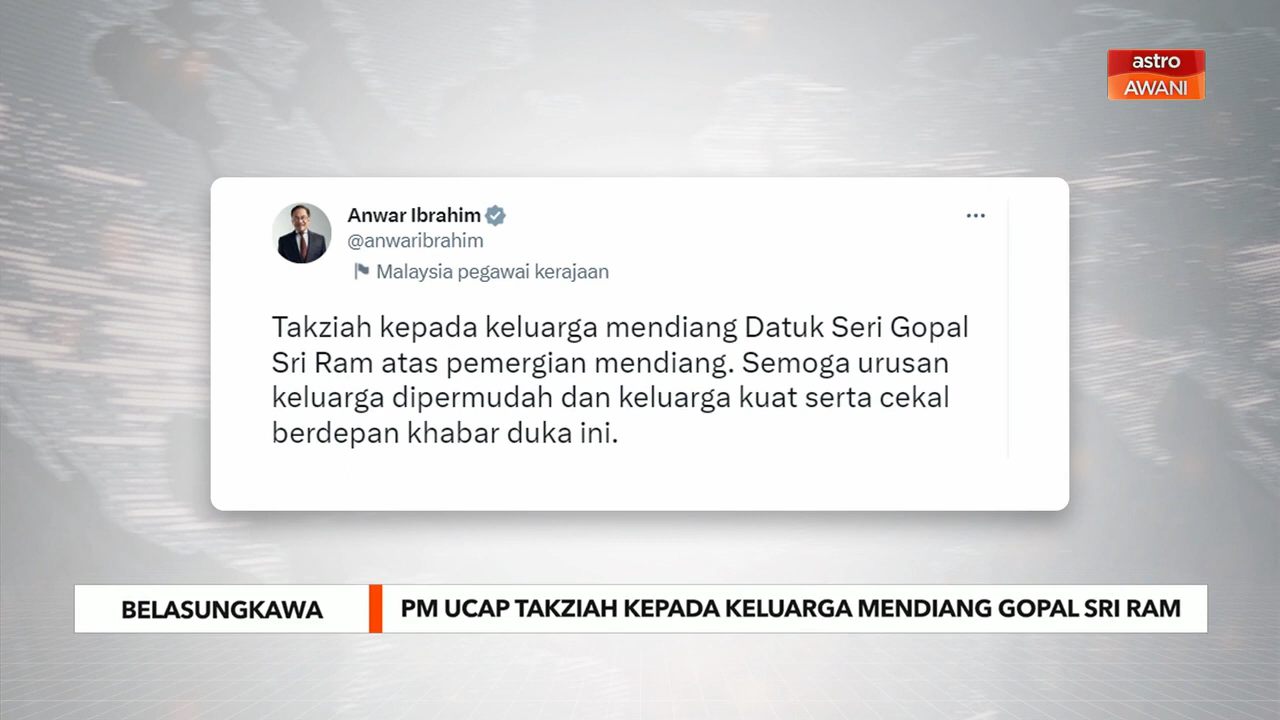 astro
AWANI
Anwar Ibrahim
@anwaribrahim
Malaysia pegawai kerajaan
Takziah kepada keluarga mendiang Datuk Seri Gopal
Sri Ram atas pemergian mendiang. Semoga urusan
keluarga dipermudah dan keluarga kuat serta cekal
berdepan khabar duka ini.
BELASUNGKAWA
PM UCAP TAKZIAH KEPADA KELUARGA MENDIANG GOPAL SRI RAM